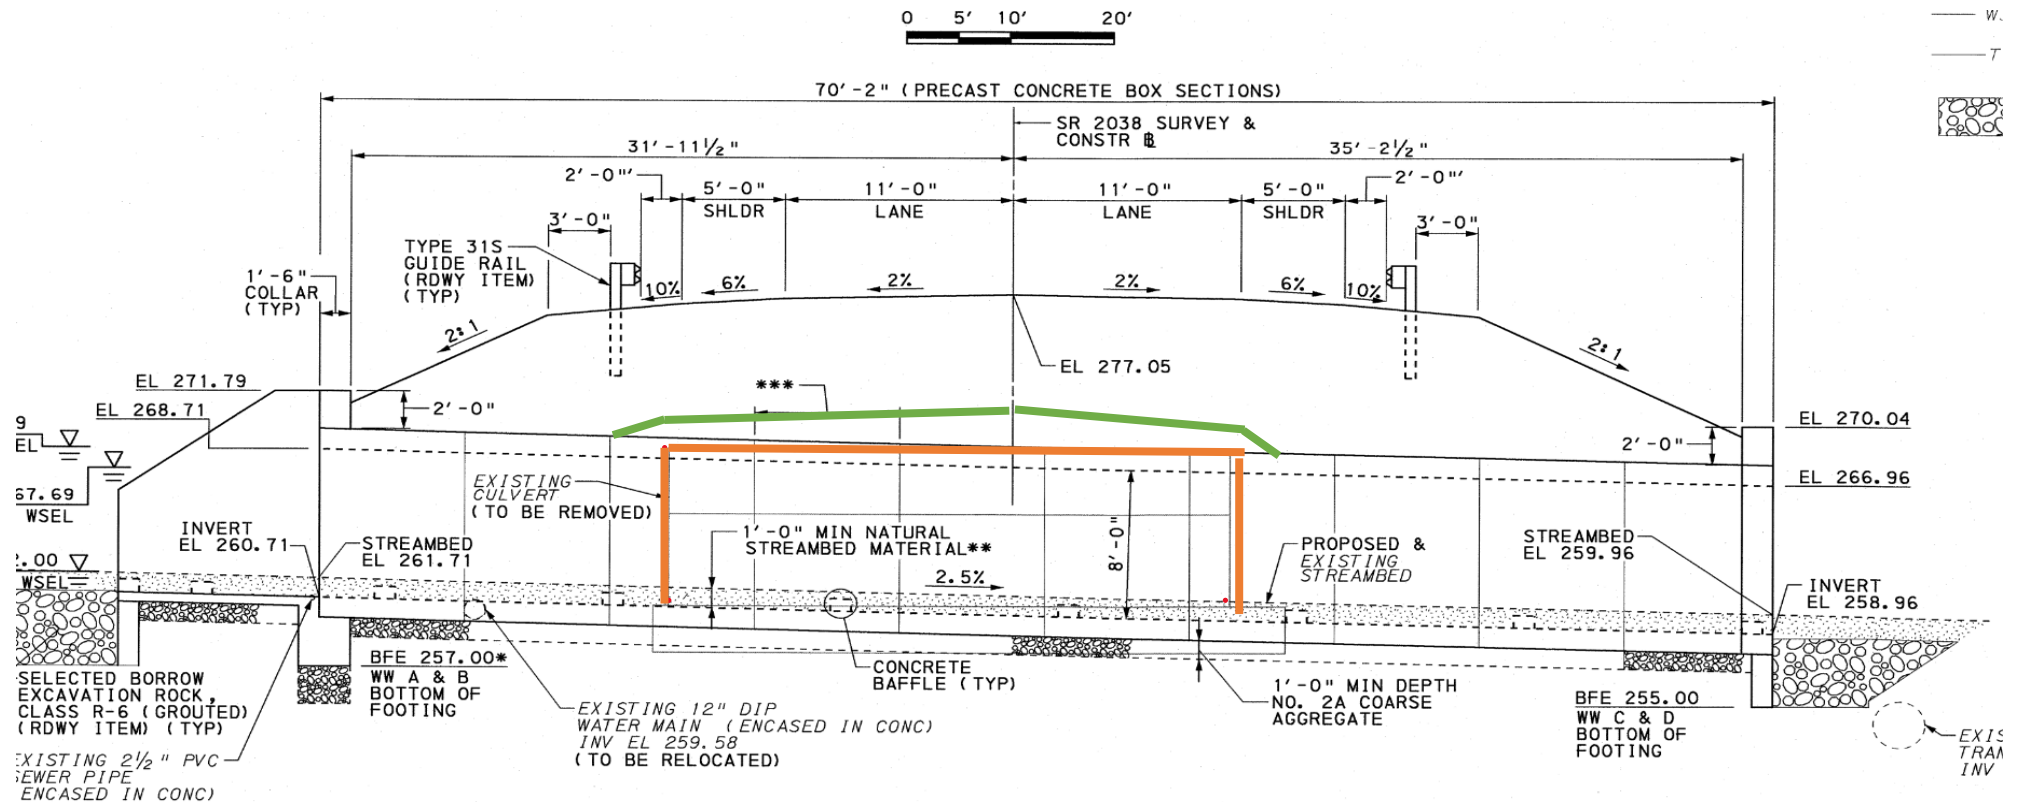 0 5' 10' 20'
W.
T
70'-2" (PRECAST CONCRETE BOX SECTIONS)
SR 2038 SURVEY &
CONSTR ℄
31'-11½"
35'-2½"
2'-0"'
5'-0"
SHLDR
11'-0"
LANE
11'-0"
LANE
5'-0"
SHLDR
2'-0"'
3'-0"
3'-0"
TYPE 31S
GUIDE RAIL
(RDWY ITEM)
(TYP)
1'-6"
COLLAR
(TYP)
10%
6%
2%
2%
6%
10%
2:1
2:1
EL 277.05
EL 271.79
EL 268.71
2'-0"
***
EL 270.04
2'-0"
EL 266.96
9
EL
67.69
WSEL
EXISTING
CULVERT
(TO BE REMOVED)
INVERT
EL 260.71
STREAMBED
EL 261.71
1'-0" MIN NATURAL
STREAMBED MATERIAL**
8'-0"
2.5%
PROPOSED &
EXISTING
STREAMBED
STREAMBED
EL 259.96
INVERT
EL 258.96
2.00
WSEL
SELECTED BORROW
EXCAVATION ROCK,
CLASS R-6 (GROUTED)
(RDWY ITEM) (TYP)
BFE 257.00*
WW A & B
BOTTOM OF
FOOTING
CONCRETE
BAFFLE (TYP)
1'-0" MIN DEPTH
NO. 2A COARSE
AGGREGATE
BFE 255.00
WW C & D
BOTTOM OF
FOOTING
EXISTING 12" DIP
WATER MAIN (ENCASED IN CONC)
INV EL 259.58
(TO BE RELOCATED)
EXISTING 2½" PVC
SEWER PIPE
ENCASED IN CONC)
EXIS
TRAN
INV